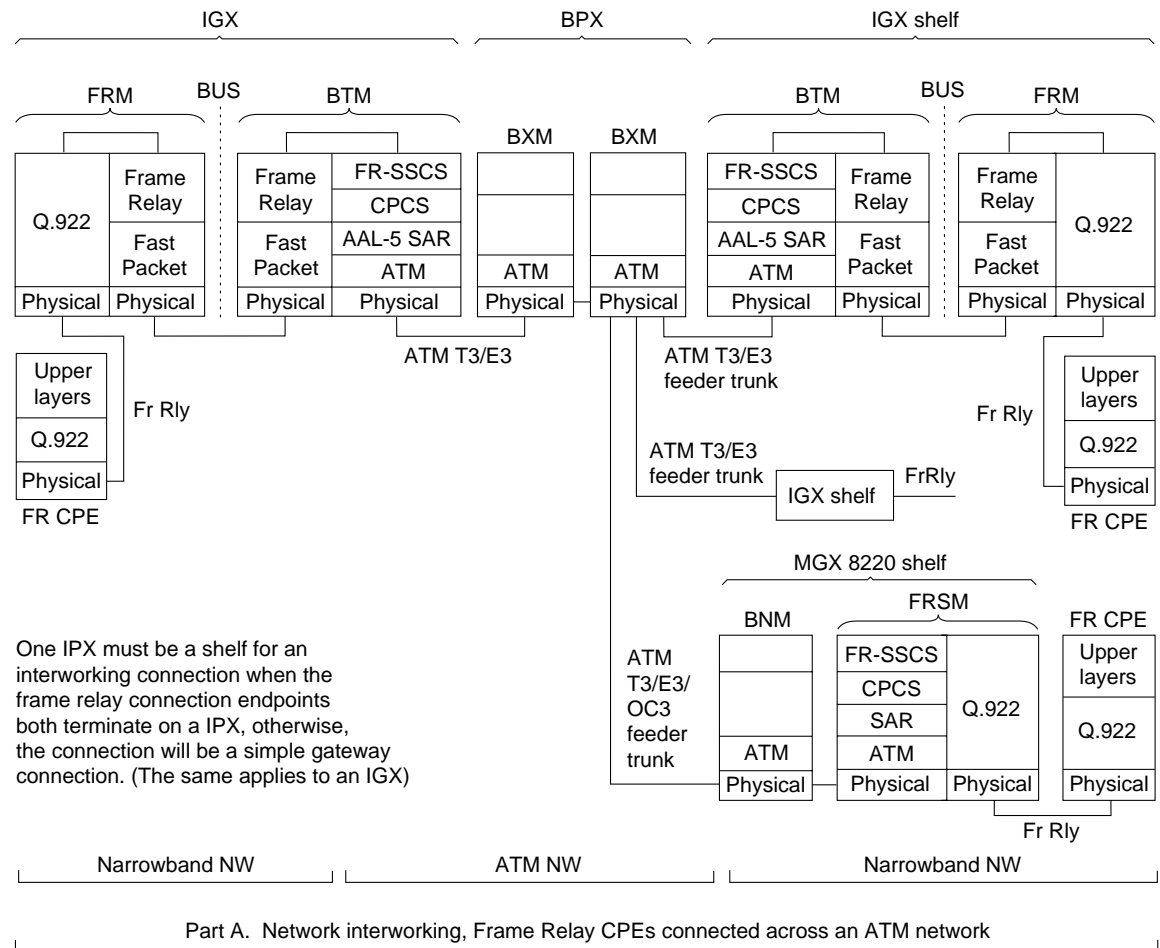 IGX
BPX
IGX shelf
FRM
BUS
BTM
BTM
BUS
FRM
BXM
BXM
Q.922
Frame
Relay
Fast
Packet
Physical
Physical
Frame
Relay
Fast
Packet
Physical
FR-SSCS
CPCS
AAL-5 SAR
ATM
Physical
ATM
Physical
ATM
Physical
FR-SSCS
CPCS
AAL-5 SAR
ATM
Physical
Frame
Relay
Fast
Packet
Physical
Frame
Relay
Fast
Packet
Physical
Q.922
Physical
ATM T3/E3
ATM T3/E3
feeder trunk
Upper
layers
Q.922
Physical
FR CPE
Fr Rly
Fr Rly
Upper
layers
Q.922
Physical
FR CPE
ATM T3/E3
feeder trunk
IGX shelf
FrRly
MGX 8220 shelf
BNM
FRSM
FR CPE
ATM
T3/E3/
OC3
feeder
trunk
ATM
Physical
FR-SSCS
CPCS
SAR
ATM
Physical
Q.922
Physical
Upper
layers
Q.922
Physical
Fr Rly
One IPX must be a shelf for an
interworking connection when the
frame relay connection endpoints
both terminate on a IPX, otherwise,
the connection will be a simple gateway
connection. (The same applies to an IGX)
Narrowband NW
ATM NW
Narrowband NW
Part A. Network interworking, Frame Relay CPEs connected across an ATM network